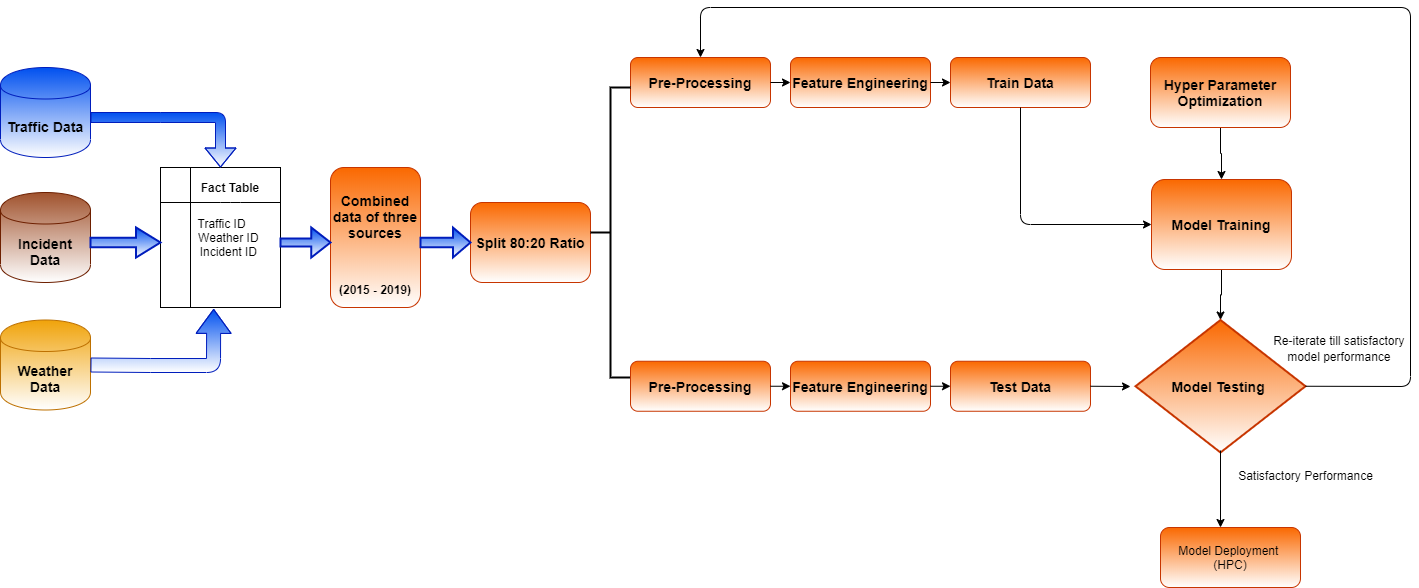 Traffic Data
Incident
Data
Weather
Data
Fact Table
Traffic ID
Weather ID
Incident ID
Combined
data of three
sources
(2015 - 2019)
Split 80:20 Ratio
Pre-Processing
Feature Engineering
Train Data
Hyper Parameter
Optimization
Model Training
Pre-Processing
Feature Engineering
Test Data
Model Testing
Re-iterate till satisfactory
model performance
Satisfactory Performance
Model Deployment
(HPC)